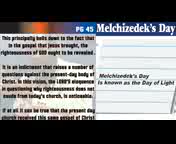 PG 45
Melchizedek's Day
This principally boils down to the fact that
in the gospel that Jesus brought, the
righteousness of GOD ought to be revealed.
It is an indictment that raises a number of
questions against the present-day body of
Christ. In this vision, the LORD'S eloquence
in questioning why righteousness does not
exude from today's church, is noticeable.
If at all it can be true that the present day
church received this same gospel of Christ
Melchizedek's Day
Is Known as the Day of Light